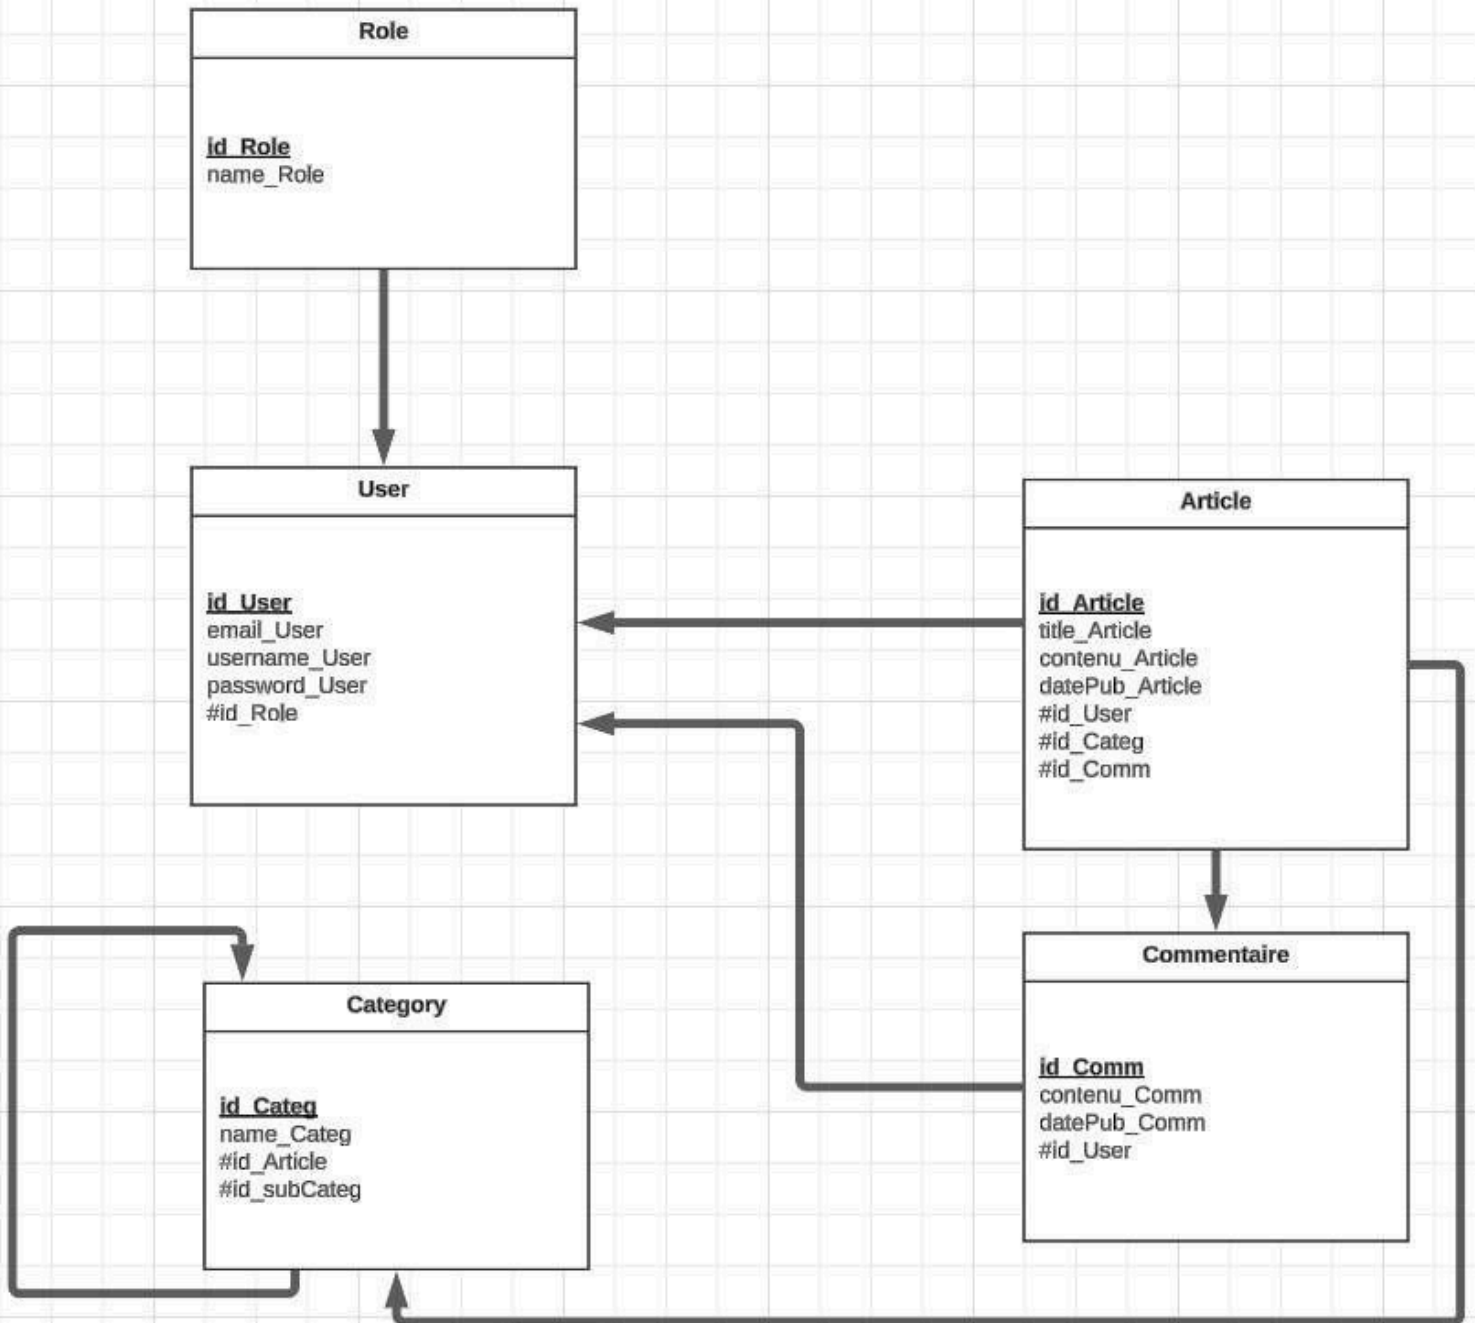 Role
id_Role
name_Role
User
id_User
email_User
username_User
password_User
#id_Role
Article
id_Article
title_Article
contenu_Article
datePub_Article
#id_User
#id_Categ
#id_Comm
Category
id_Categ
name_Categ
#id_Article
#id_subCateg
Commentaire
id_Comm
contenu_Comm
datePub_Comm
#id_User